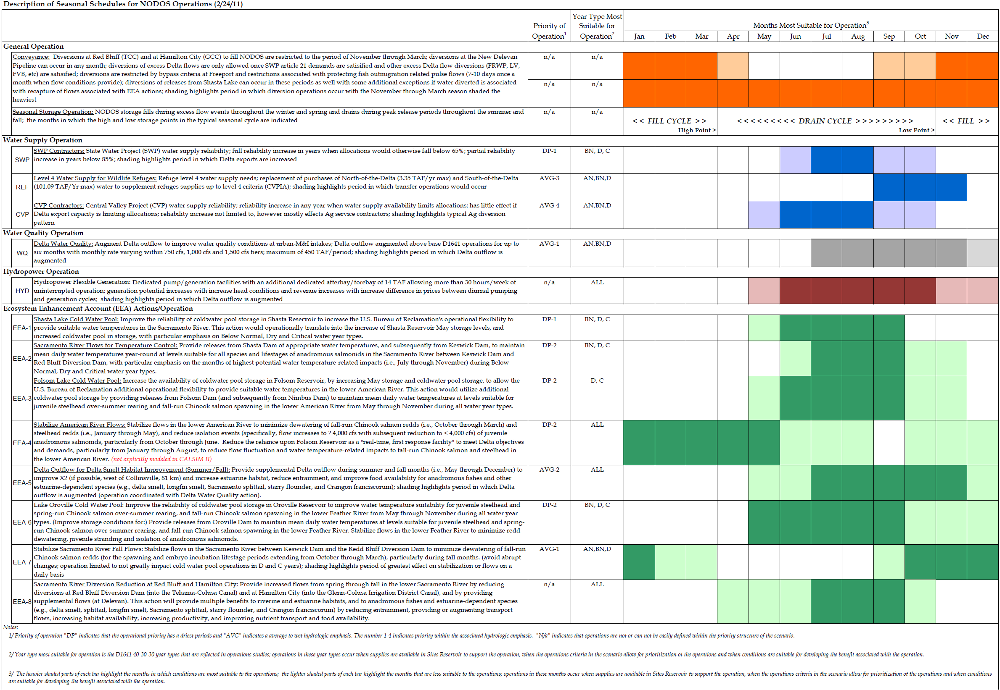 Description of Seasonal Schedules for NODOS Operations (2/24/11)
Priority of Operation1
Year Type Most Suitable for Operation2
Months Most Suitable for Operation3
Jan Feb Mar Apr May Jun Jul Aug Sep Oct Nov Dec
General Operation
Conveyance: Diversions at Red Bluff (TCC) and at Hamilton City (GCC) to fill NODOS are restricted to the period of November through March; diversions at the New Delevan
Pipeline can occur in any month; diversions of excess Delta flows are only allowed once SWP article 21 demands are satisified and other excess Delta flow diversions (FRWP, LV,
FVB, etc) are satisified; diversions are restricted by bypass criteria at Freeport and restrictions associated with protecting fish outmigration related pulse flows (7-10 days once a
month when flow conditions provide); diversions of releases from Shasta Lake can occur in these periods as well with some additional exceptions if water diverted is associated
with recapture of flows associated with EEA actions; shading highlights period in which diversion operations occur with the November through March season shaded the
heaviest
n/a n/a
n/a n/a
Seasonal Storage Operation: NODOS storage fills during excess flow events throughout the winter and spring and drains during peak release periods throughout the summer and
fall; the months in which the high and low storage points in the typical seasonal cycle are indicated
n/a n/a
< < FILL CYCLE > > < < < < < < < < < DRAIN CYCLE > > > > > > > > > < < FILL > >
High Point > Low Point >
Water Supply Operation
SWP
SWP Contractors: State Water Project (SWP) water supply reliability; full reliability increase in years when allocations would otherwise fall below 65%; partial reliability
increase in years below 85%; shading highlights period in which Delta exports are increased
DP-1 BN, D, C
REF
Level 4 Water Supply for Wildlife Refuges: Refuge level 4 water supply needs; replacement of purchases of North-of-the-Delta (3.35 TAF/yr max) and South-of-the-Delta
(101.09 TAF/Yr max) water to supplement refuges supplies up to level 4 criteria (CVPIA); shading highlights period in which transfer operations would occur
AVG-3 AN,BN,D
CVP
CVP Contractors: Central Valley Project (CVP) water supply reliability; reliability increase in any year when water supply availability limits allocations; has little effect if
Delta export capacity is limiting allocations; reliability increase not limited to, however mostly effects Ag service contractors; shading highlights typical Ag diversion
pattern
AVG-4 AN,BN,D
Water Quality Operation
WQ
Delta Water Quality: Augment Delta outflow to improve water quality conditions at urban-M&I intakes; Delta outflow augmented above base D1641 operations for up to
six months with monthly rate varying within 750 cfs, 1,000 cfs and 1,500 cfs tiers; maximum of 450 TAF/period; shading highlights period in which Delta outflow is
augmented
AVG-1 AN,BN,D
Hydropower Operation
HYD
Hydropower Flexible Generation: Dedicated pump/generation facilities with an additional dedicated afterbay/forebay of 14 TAF allowing more than 30 hours/week of
uninterrupted operation; generation potential increases with increase head conditions and revenue increases with increase difference in prices between diurnal pumping
and generation cycles; shading highlights period in which Delta outflow is augmented
n/a ALL
Ecosystem Enhancement Account (EEA) Actions/Operation
EEA-1
Shasta Lake Cold Water Pool: Improve the reliability of coldwater pool storage in Shasta Reservoir to increase the U.S. Bureau of Reclamation's operational flexibility to
provide suitable water temperatures in the Sacramento River. This action would operationally translate into the increase of Shasta Reservoir May storage levels, and
increased coldwater pool in storage, with particular emphasis on Below Normal, Dry and Critical water year types.
DP-1 BN, D, C
EEA-2
Sacramento River Flows for Temperature Control: Provide releases from Shasta Dam of appropriate water temperatures, and subsequently from Keswick Dam, to maintain
mean daily water temperatures year-round at levels suitable for all species and lifestages of anadromous salmonids in the Sacramento River between Keswick Dam and
Red Bluff Diversion Dam, with particular emphasis on the months of highest potential water temperature-related impacts (i.e., July through November) during Below
Normal, Dry and Critical water year types.
DP-2 BN, D, C
EEA-3
Folsom Lake Cold Water Pool: Increase the availability of coldwater pool storage in Folsom Reservoir, by increasing May storage and coldwater pool storage, to allow the
U.S. Bureau of Reclamation additional operational flexibility to provide suitable water temperatures in the lower American River. This action would utilize additional
coldwater pool storage by providing releases from Folsom Dam (and subsequently from Nimbus Dam) to maintain mean daily water temperatures at levels suitable for
juvenile steelhead over-summer rearing and fall-run Chinook salmon spawning in the lower American River from May through November during all water year types.
DP-2 D, C
EEA-4
Stabilize American River Flows: Stabilize flows in the lower American River to minimize dewatering of fall-run Chinook salmon redds (i.e., October through March) and
steelhead redds (i.e., January through May), and reduce isolation events (specifically, flow increases to ? 4,000 cfs with subsequent reduction to < 4,000 cfs) of juvenile
anadromous salmonids, particularly from October through June. Reduce the reliance upon Folsom Reservoir as a "real-time, first response facility" to meet Delta objectives
and demands, particularly from January through August, to reduce flow fluctuation and water temperature-related impacts to fall-run Chinook salmon and steelhead in
the lower American River. (not explicitly modeled in CALSIM II)
DP-2 ALL
EEA-5
Delta Outflow for Delta Smelt Habitat Improvement (Summer/Fall): Provide supplemental Delta outflow during summer and fall months (i.e., May through December) to
improve X2 (if possible, west of Collinsville, 81 km) and increase estuarine habitat, reduce entrainment, and improve food availability for anadromous fishes and other
estuarine-dependent species (e.g., delta smelt, longfin smelt, Sacramento splittail, starry flounder, and Crangon franciscorum); shading highlights period in which Delta
outflow is augmented (operation coordinated with Delta Water Quality action).
AVG-2 ALL
EEA-6
Lake Oroville Cold Water Pool: Improve the reliability of coldwater pool storage in Oroville Reservoir to improve water temperature suitability for juvenile steelhead and
spring-run Chinook salmon over-summer rearing, and fall-run Chinook salmon spawning in the lower Feather River from May through November during all water year
types. (Improve storage conditions for:) Provide releases from Oroville Dam to maintain mean daily water temperatures at levels suitable for juvenile steelhead and spring-
run Chinook salmon over-summer rearing, and fall-run Chinook salmon spawning in the lower Feather River. Stabilize flows in the lower Feather River to minimize redd
dewatering, juvenile stranding and isolation of anadromous salmonids.
DP-2 BN, D, C
EEA-7
Stabilize Sacramento River Fall Flows: Stabilize flows in the Sacramento River between Keswick Dam and the Redd Bluff Diversion Dam to minimize dewatering of fall-run
Chinook salmon redds (for the spawning and embryo incubation lifestage periods extending from October through March), particularly during fall months. (avoid abrupt
changes; operation limited to not greatly impact cold water pool operations in D and C years); shading highlights period of greatest effect on stabilization or flows on a
daily basis
AVG-1 AN,BN,D
EEA-8
Sacramento River Diversion Reduction at Red Bluff and Hamilton City: Provide increased flows from spring through fall in the lower Sacramento River by reducing
diversions at Red Bluff Diversion Dam (into the Tehama-Colusa Canal) and at Hamilton City (into the Glenn-Colusa Irrigation District Canal), and by providing
supplemental flows (at Delevan). This action will provide multiple benefits to riverine and estuarine habitats, and to anadromous fishes and estuarine-dependent species
(e.g., delta smelt, splittail, longfin smelt, Sacramento splittail, starry flounder, and Crangon franciscorum) by reducing entrainment, providing or augmenting transport
flows, increasing habitat availability, increasing productivity, and improving nutrient transport and food availability.
n/a ALL
Notes:
1/ Priority of operation "DP" indicates that the operational priority has a driest periods and "AVG" indicates a average to wet hydrologic emphasis. The number 1-4 indicates priority within the associated hydrologic emphasis. "N/a" indicates that operations are not or can not be easily defined within the priority structure of the scenario.
2/ Year type most suitable for operation is the D1641 40-30-30 year types that are reflected in operations studies; operations in these year types occur when supplies are available in Sites Reservoir to support the operation, when the operations criteria in the scenario allow for prioritization ot the operations and when conditions are suitable for developing the benefit associated with the operation.
3/ The heavier shaded parts of each bar highlight the months in which conditions are most suitable to the operations; the lighter shaded parts of each bar highlight the months that are less suitable to the operations; operations in these months occur when supplies are available in Sites Reservoir to support the operation, when the operations criteria in the scenario allow for prioritization ot the operations and when conditions
are suitable for developing the benefit associated with the operation.